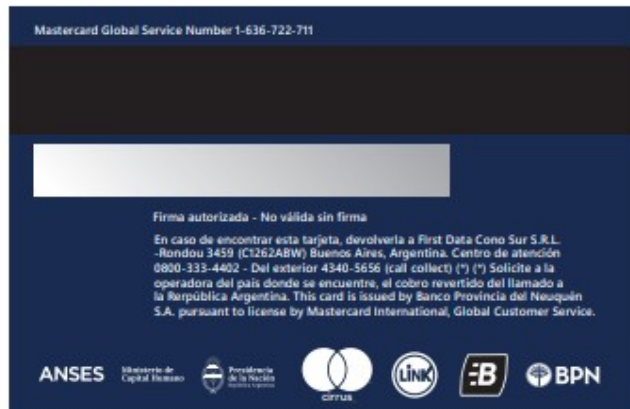 Mastercard Global Service Number 1-636-722-711
Firma autorizada - No válida sin firma
En caso de encontrar esta tarjeta, devolverla a First Data Cono Sur S.R.L.
-Rondou 3459 (C1262ABW) Buenos Aires, Argentina. Centro de atención
0800-333-4402 - Del exterior 4340-5656 (call collect) (*) (*) Solicite a la
operadora del país donde se encuentre, el cobro revertido del llamado a
la Rerpública Argentina. This card is issued by Banco Provincia del Neuquén
S.A. pursuant to license by Mastercard International, Global Customer Service.
ANSES
Ministerio de
Capital Humano
Presidencia
de la Nación
República Argentina
cirrus
LiNK
B
BPN